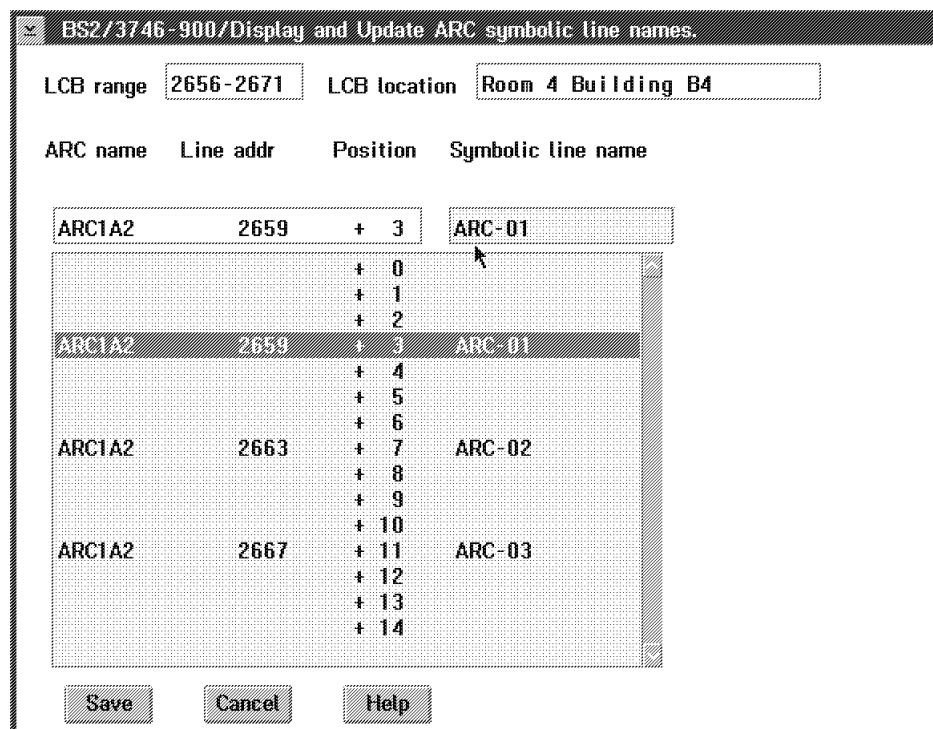 BS2/3746-900/Display and Update ARC symbolic line names.
LCB range 2656-2671 LCB location Room 4 Building B4
ARC name Line addr Position Symbolic line name
ARC1A2 2659 + 3 ARC-01
+ 0
+ 1
+ 2
ARC1A2 2659 + 3 ARC-01
+ 4
+ 5
+ 6
ARC1A2 2663 + 7 ARC-02
+ 8
+ 9
+ 10
ARC1A2 2667 + 11 ARC-03
+ 12
+ 13
+ 14
Save Cancel Help